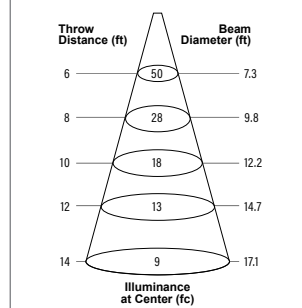 Throw
Distance (ft)
Beam
Diameter (ft)
6 50 7.3
8 28 9.8
10 18 12.2
12 13 14.7
14 9 17.1
Illuminance
at Center (fc)